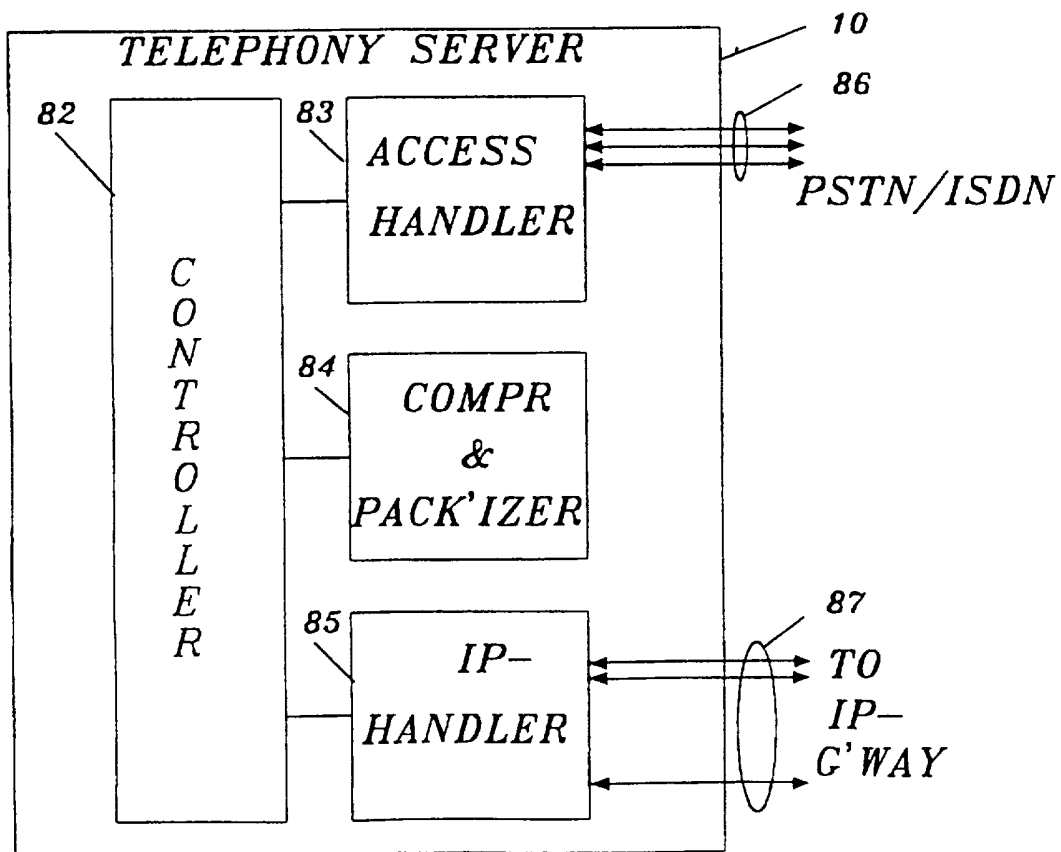 TELEPHONY SERVER
10
82
83
86
ACCESS
HANDLER
PSTN/ISDN
CONTROLLER
84
COMPR
&
PACK'IZER
85
IP-
HANDLER
87
TO
IP-
G'WAY